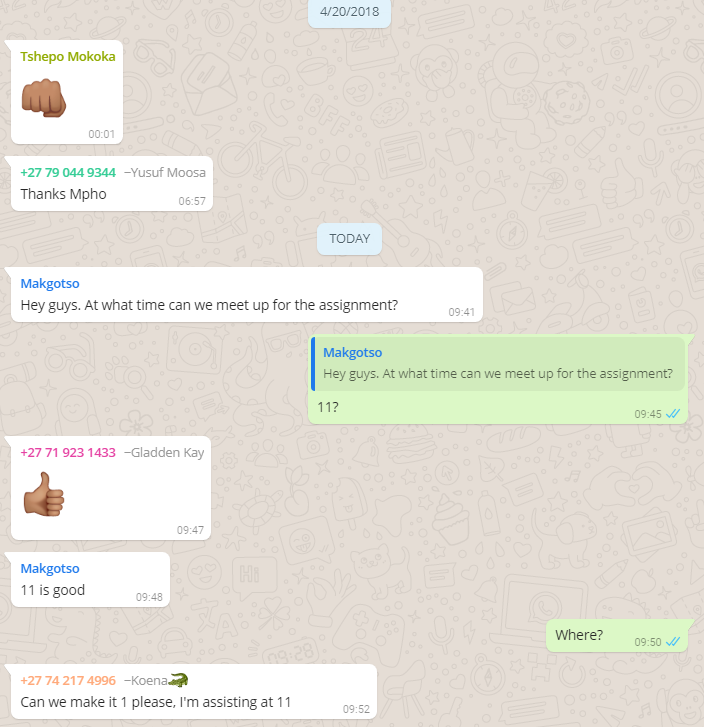 4/20/2018
Tshepo Mokoka
👊🏽
00:01
+27 79 044 9344 ~Yusuf Moosa
Thanks Mpho
06:57
TODAY
Makgotso
Hey guys. At what time can we meet up for the assignment?
09:41
Makgotso
Hey guys. At what time can we meet up for the assignment?
11?
09:45
+27 71 923 1433 ~Gladden Kay
👍🏽
09:47
Makgotso
11 is good
09:48
Where?
09:50
+27 74 217 4996 ~Koena🐊
Can we make it 1 please, I'm assisting at 11
09:52